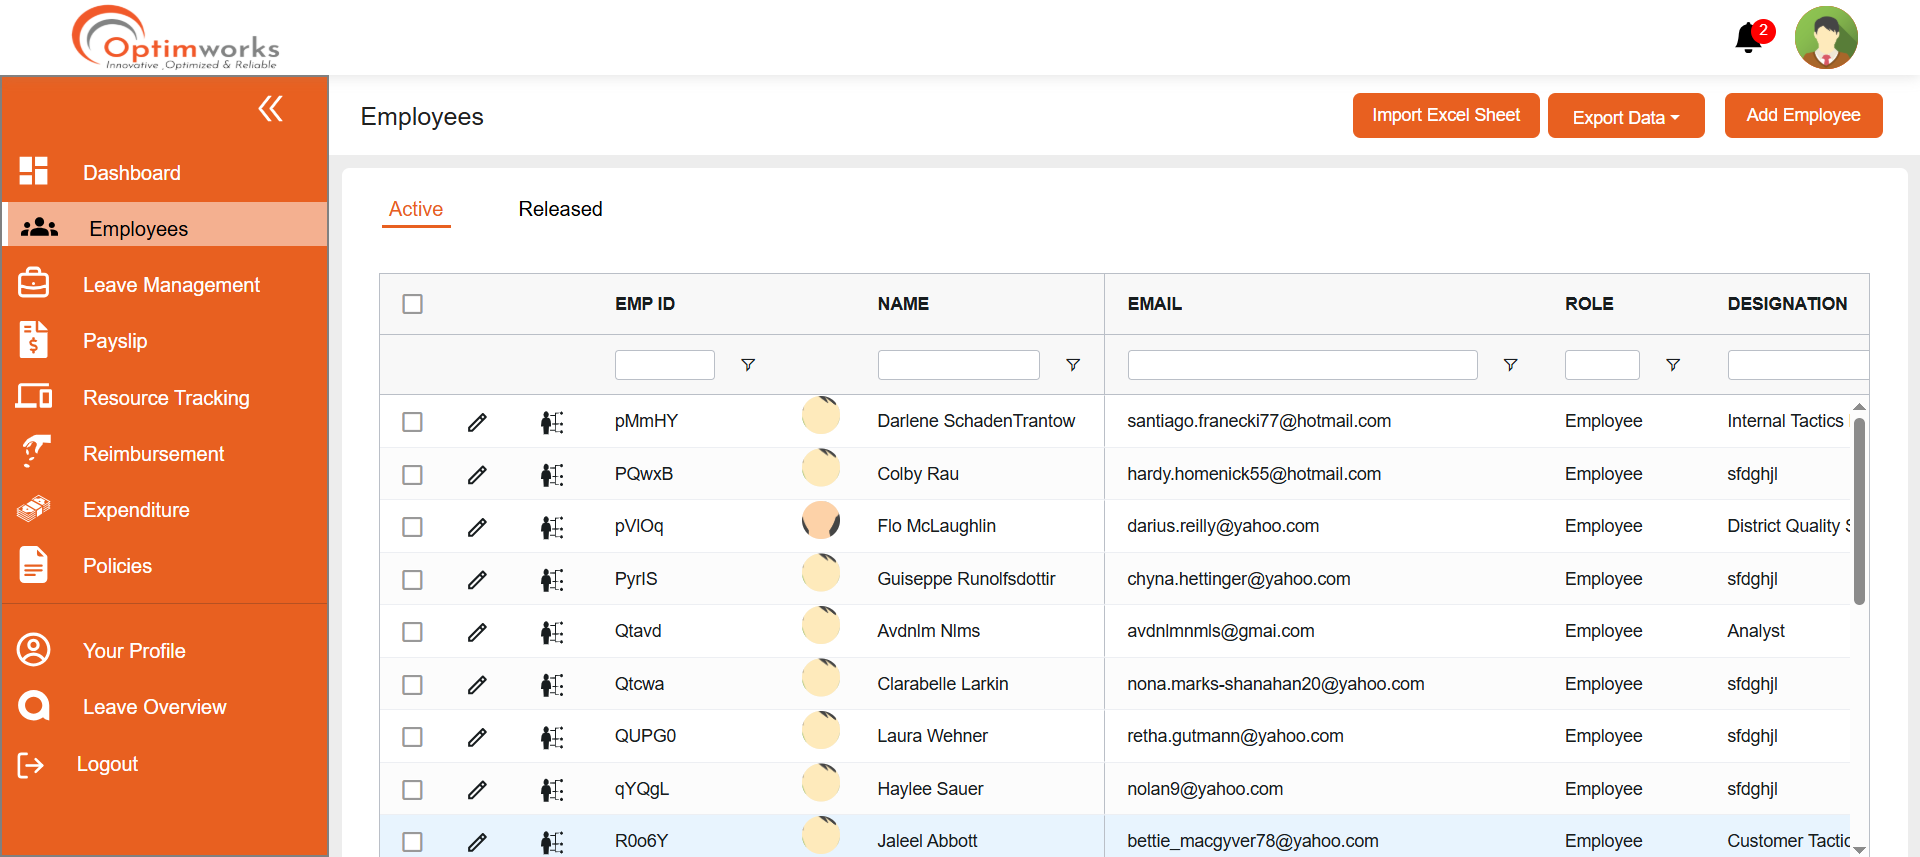 Optimworks
Innovative ,Optimized & Reliable
2
Employees
Import Excel Sheet
Export Data
Add Employee
Dashboard
Employees
Leave Management
Payslip
Resource Tracking
Reimbursement
Expenditure
Policies
Your Profile
Leave Overview
Logout
Active
Released
EMP ID NAME EMAIL ROLE DESIGNATION
pMmHY Darlene SchadenTrantow santiago.franecki77@hotmail.com Employee Internal Tactics
PQwxB Colby Rau hardy.homenick55@hotmail.com Employee sfdghjl
Flo McLaughlin darius.reilly@yahoo.com Employee District Quality
Guiseppe Runolfsdottir chyna.hettinger@yahoo.com Employee sfdghjl
Qtavd Avdnlm Nlms avdnlmnmls@gmai.com Employee Analyst
Qtcwa Clarabelle Larkin nona.marks-shanahan20@yahoo.com Employee sfdghjl
QUPG0 Laura Wehner retha.gutmann@yahoo.com Employee sfdghjl
qYQgL Haylee Sauer nolan9@yahoo.com Employee sfdghjl
R0o6Y Jaleel Abbott bettie_macgyver78@yahoo.com Employee Customer Tactic